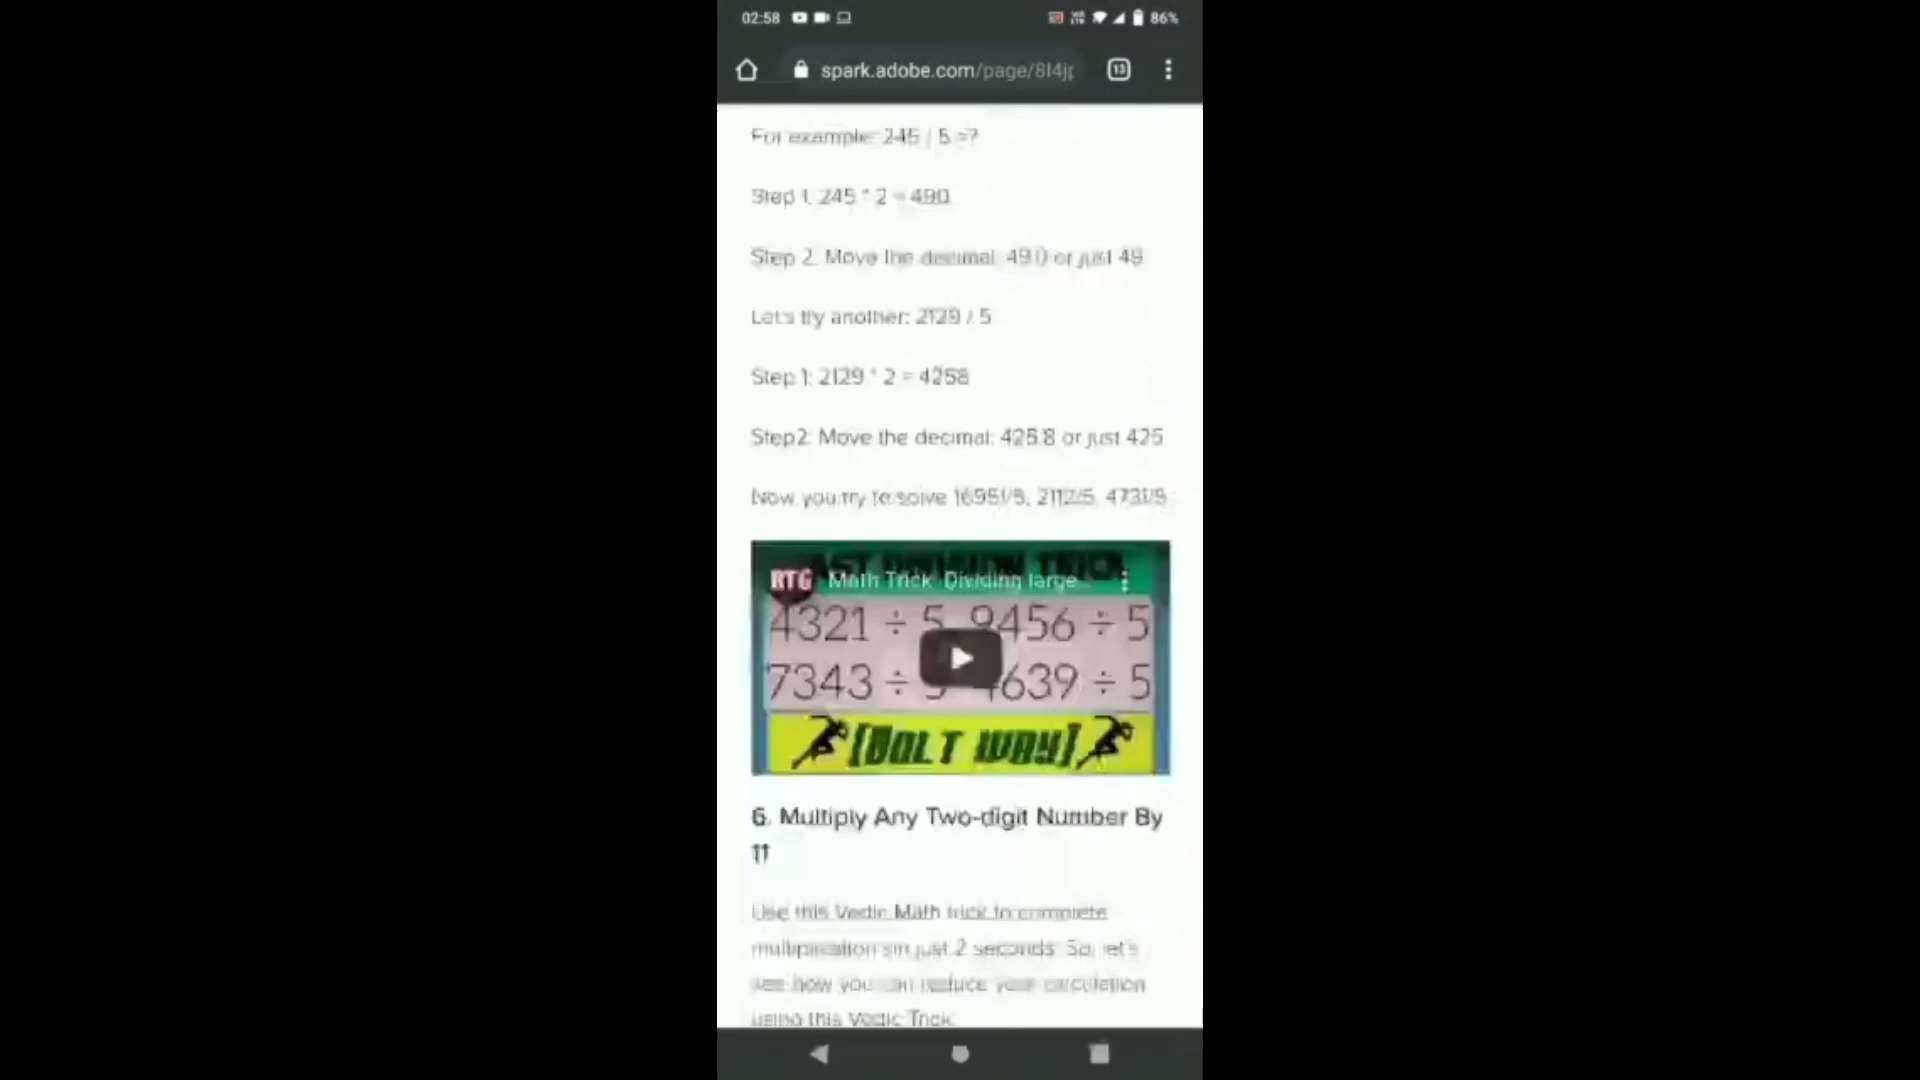 02:58 86%
spark.adobe.com/page/8l4jp 13
For example: 245 / 5 =?
Step 1. 245 * 2 = 490
Step 2. Move the decimal: 49.0 or just 49
Let's try another: 2129 / 5
Step 1: 2129 * 2 = 4258
Step2: Move the decimal: 425.8 or just 425
Now you try to solve 16951/5, 2112/5, 4731/5
RTG Math Trick Dividing large...
4321 ÷ 5 9456 ÷ 5
7343 ÷ 5 4639 ÷ 5
[BOLT WAY]
6. Multiply Any Two-digit Number By
11
Use this Vedic Math trick to complete
multiplication in just 2 seconds. So, let's
see how you can reduce your calculation
using this Vedic Trick.